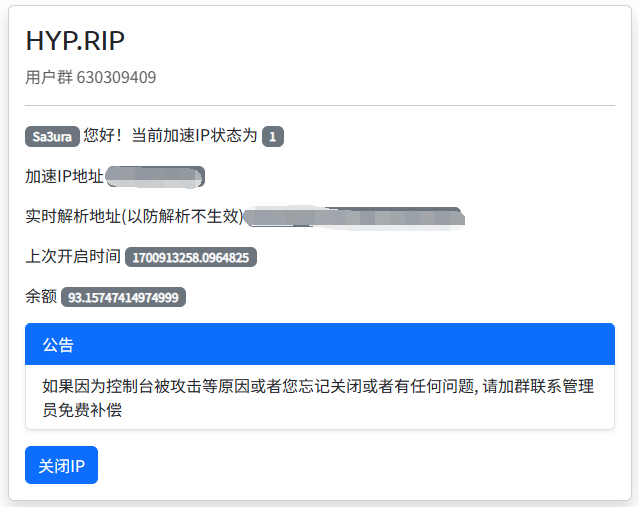 HYP.RIP
用户群 630309409
Sa3ura 您好！当前加速IP状态为 1
加速IP地址
实时解析地址(以防解析不生效)
上次开启时间 1700913258.0964825
余额 93.15747414974999
公告
如果因为控制台被攻击等原因或者您忘记关闭或者有任何问题, 请加群联系管理
员免费补偿
关闭IP